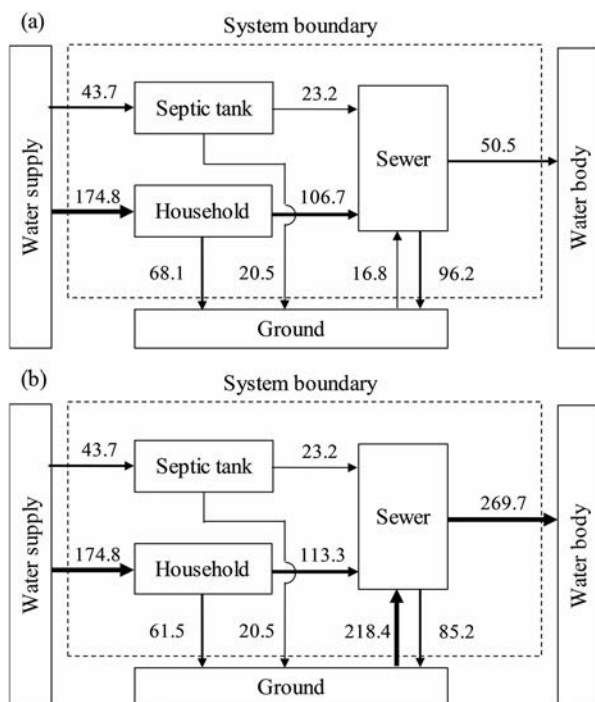 (a)
System boundary
43.7
Septic tank
23.2
Sewer
50.5
Water supply
Water body
174.8
Household
106.7
68.1
20.5
16.8
96.2
Ground
(b)
System boundary
43.7
Septic tank
23.2
Sewer
269.7
Water supply
Water body
174.8
Household
113.3
61.5
20.5
218.4
85.2
Ground